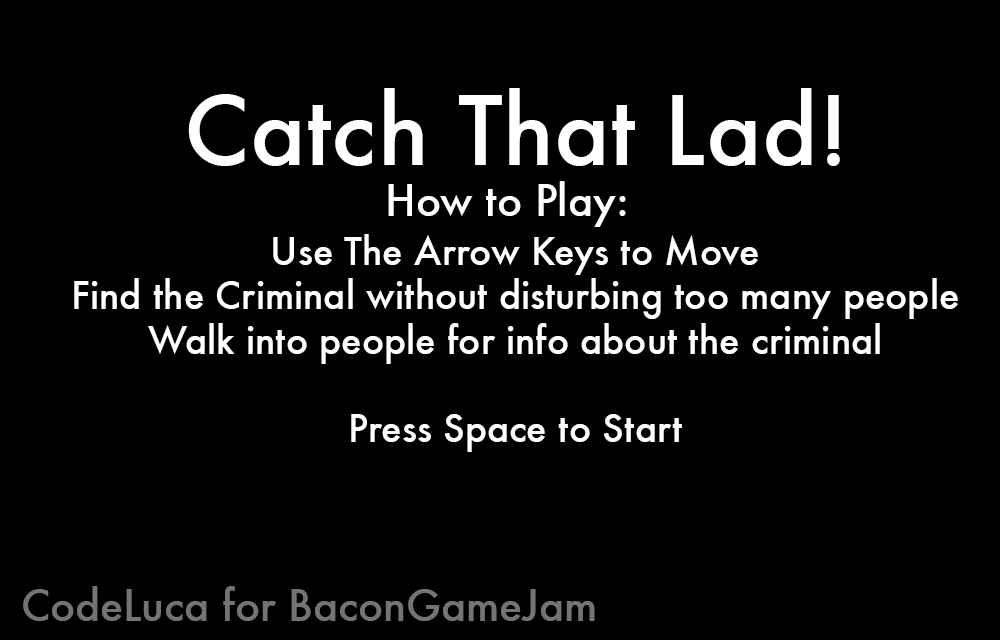 Catch That Lad!
How to Play:
Use The Arrow Keys to Move
Find the Criminal without disturbing too many people
Walk into people for info about the criminal
Press Space to Start
CodeLuca for BaconGameJam